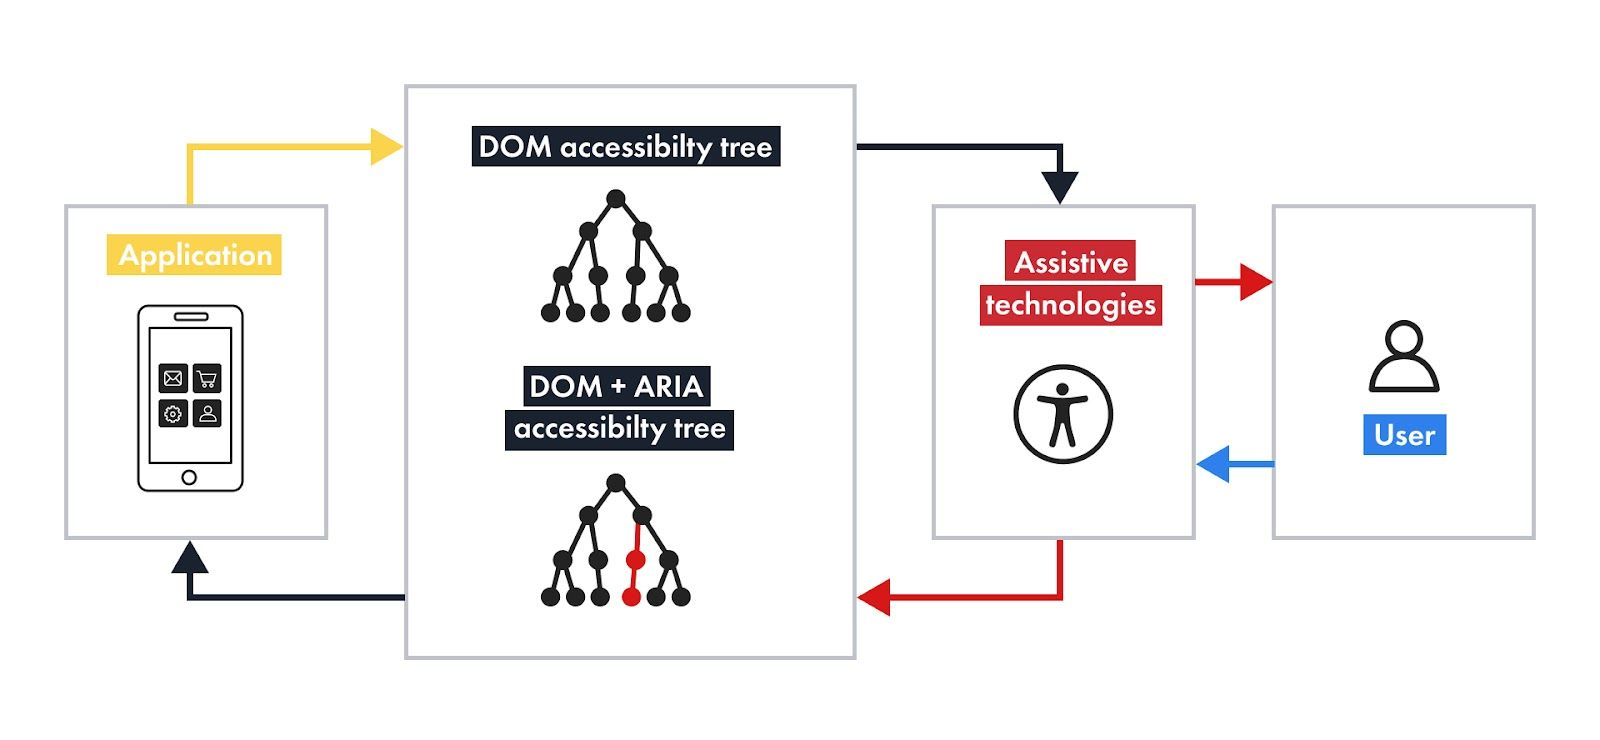 Application
DOM accessibilty tree
DOM + ARIA
accessibilty tree
Assistive
technologies
User